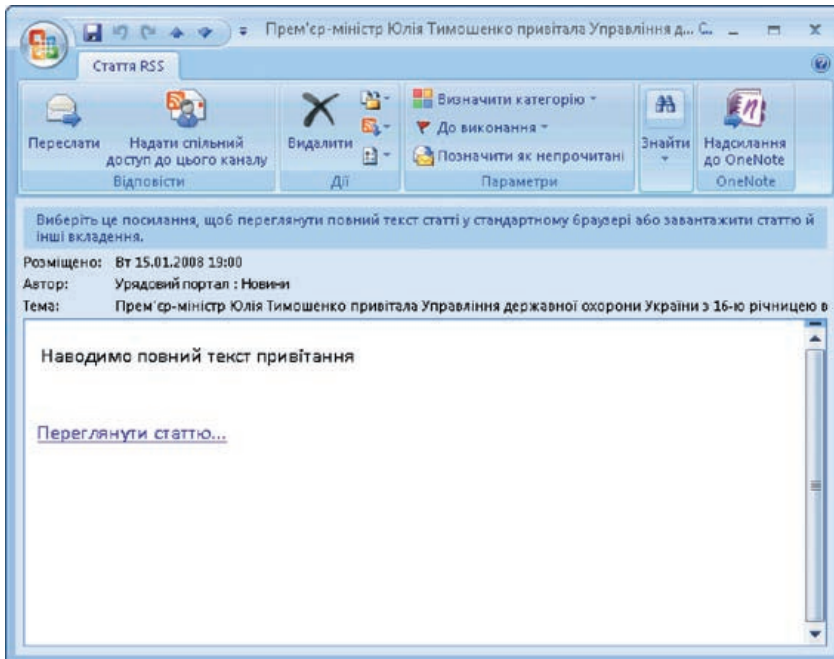 Прем'єр-міністр Юлія Тимошенко привітала Управління д... С...
Стаття RSS
Переслати
Надати спільний
доступ до цього каналу
Відповісти
Видалити
Дії
Визначити категорію
До виконання
Позначити як непрочитані
Параметри
Знайти
Надсилання
до OneNote
OneNote
Виберіть це посилання, щоб переглянути повний текст статті у стандартному браузері або завантажити статтю й
інші вкладення.
Розміщено: Вт 15.01.2008 19:00
Автор: Урядовий портал : Новини
Тема: Прем'єр-міністр Юлія Тимошенко привітала Управління державної охорони України з 16-ю річницею в
Наводимо повний текст привітання
Переглянути статтю...